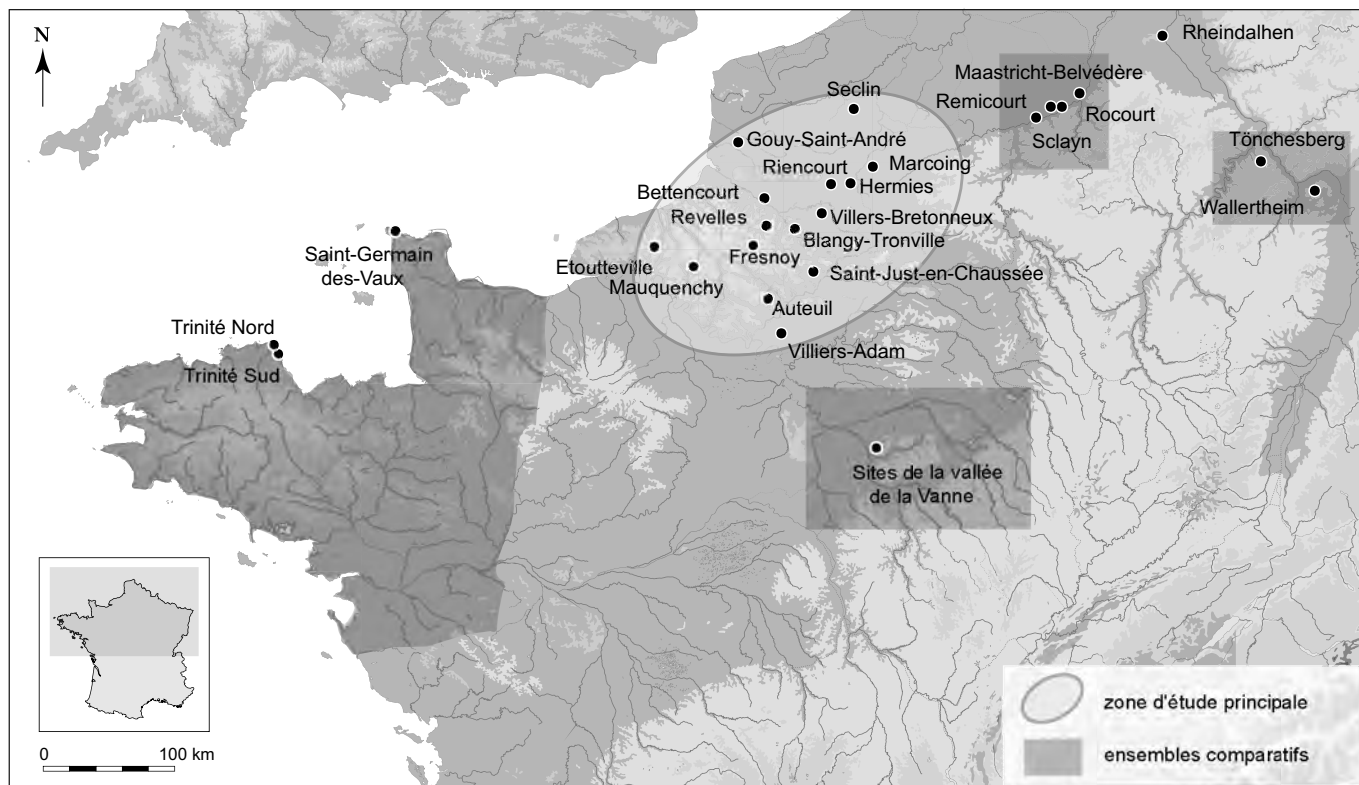 N
Rheindalhen
Maastricht-Belvédère
Seclin
Remicourt
Rocourt
Sclayn
Tönchesberg
Gouy-Saint-André
Riencourt
Marcoing
Hermies
Bettencourt
Wallertheim
Revelles
Villers-Bretonneux
Blangy-Tronville
Saint-Germain
des-Vaux
Fresnoy
Etoutteville
Saint-Just-en-Chaussée
Mauquenchy
Auteuil
Trinité Nord
Villiers-Adam
Trinité Sud
Sites de la vallée
de la Vanne
zone d'étude principale
ensembles comparatifs
0 100 km